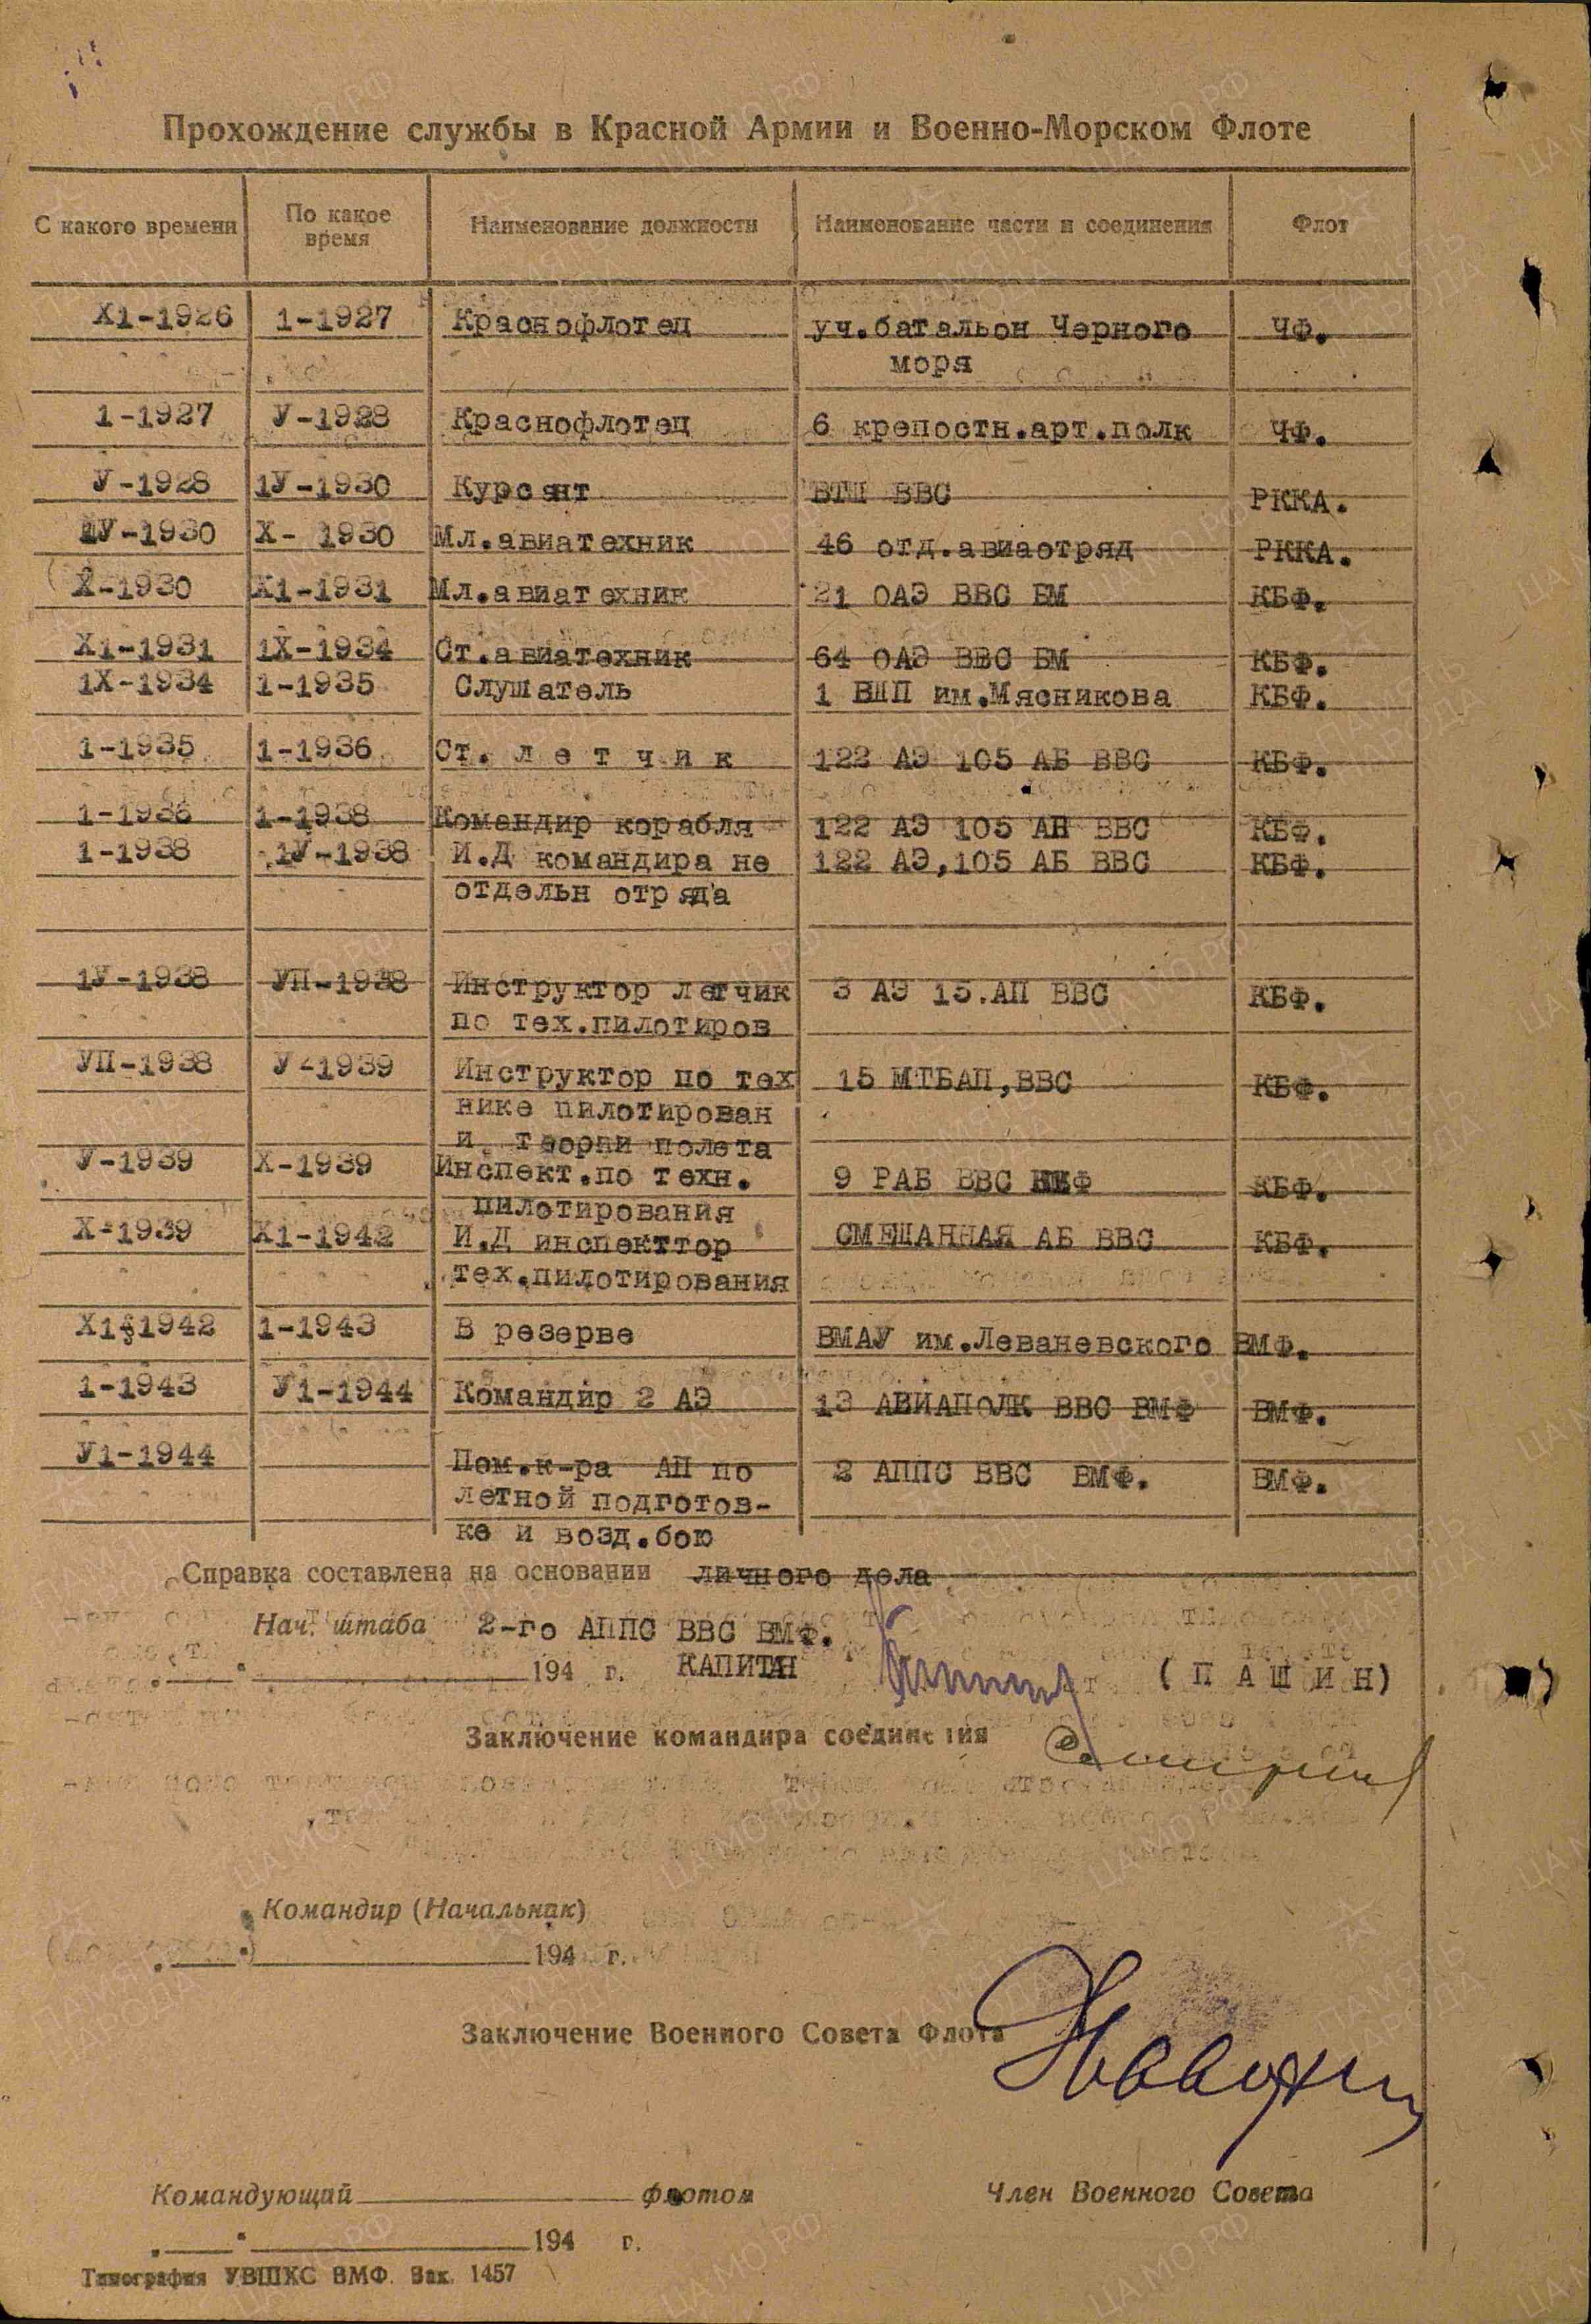 Прохождение службы в Красной Армии и Военно-Морском Флоте
С какого времени | По какое время | Наименование должности | Наименование части и соединения | Флот
Х1-1926 | 1-1927 | Краснофлотец | уч.батальон Черного | ЧФ.
моря
1-1927 | У-1928 | Краснофлотец | 6 крепостн.арт.полк | ЧФ.
У-1928 | 1У-1930 | Курсант | ВТШ ВВС | РККА.
1У-1930 | Х- 1930 | Мл.авиатехник | 46 отд.авиаотряд | РККА.
Х-1930 | Х1-1931 | Мл.авиатехник | 21 ОАЭ ВВС БМ | КБФ.
Х1-1931 | 1Х-1934 | Ст.авиатехник | 64 ОАЭ ВВС БМ | КБФ.
1Х-1934 | 1-1935 | Слушатель | 1 ВШП им.Мясникова | КБФ.
1-1935 | 1-1936 | Ст. л е т ч и к | 122 АЭ 105 АБ ВВС | КБФ.
1-1936 | 1-1938 | Командир корабля | 122 АЭ 105 АБ ВВС | КБФ.
1-1938 | 1У-1938 | И.Д командира не | 122 АЭ,105 АБ ВВС | КБФ.
отдельн отряда
1У-1938 | УП-1938 | Инструктор летчик | 3 АЭ 15.АП ВВС | КБФ.
по тех.пилотиров
УП-1938 | У-1939 | Инструктор по тех | 15 МТБАП,ВВС | КБФ.
нике пилотирован
и теории полета
У-1939 | Х-1939 | Инспект.по техн. | 9 РАБ ВВС КБФ | КБФ.
пилотирования
Х-1939 | Х1-1942 | И.Д инспекттор | СМЕШАННАЯ АБ ВВС | КБФ.
тех.пилотирования
Х1-1942 | 1-1943 | В резерве | ВМАУ им.Леваневского | ВМФ.
1-1943 | У1-1944 | Командир 2 АЭ | 13 АВИАПОЛК ВВС ВМФ | ВМФ.
У1-1944 | Пом.к-ра АП по | 2 АППС ВВС ВМФ. | ВМФ.
летной подготов-
ке и возд.бою
Справка составлена на основании личного дела
Нач. штаба 2-го АППС ВВС ВМФ.
194 г. КАПИТАН ( П А Ш И Н)
Заключение командира соединения
Командир (Начальник)
194 г.
Заключение Военного Совета Флота
Командующий флотом Член Военного Совета
194 г.
Типография УВШКС ВМФ. Зак. 1457